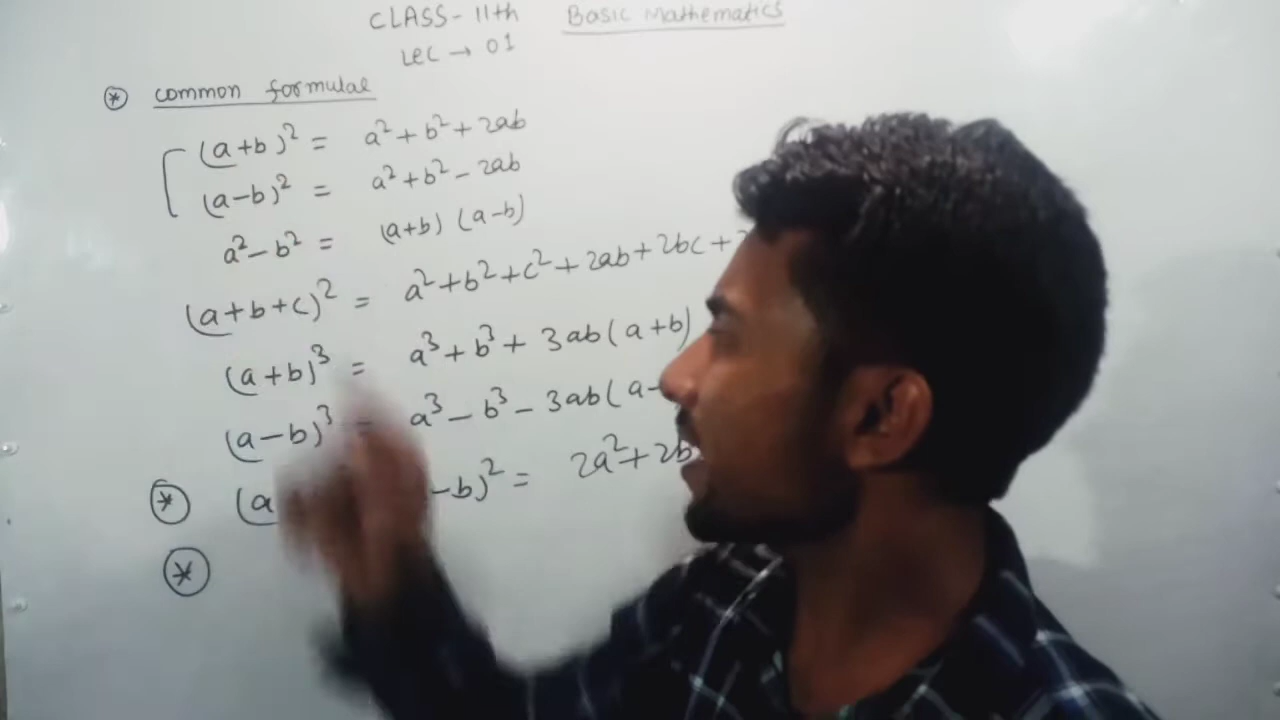 CLASS-11th Basic Mathematics
Lec → 01
* common formulae
(a+b)² = a²+b²+2ab
(a-b)² = a²+b²-2ab
a²-b² = (a+b) (a-b)
(a+b+c)² = a²+b²+c²+2ab+2bc+
(a+b)³ = a³+b³+3ab(a+b)
(a-b)³ = a³-b³-3ab(a-
* (a -b)² = 2a²+2b
*